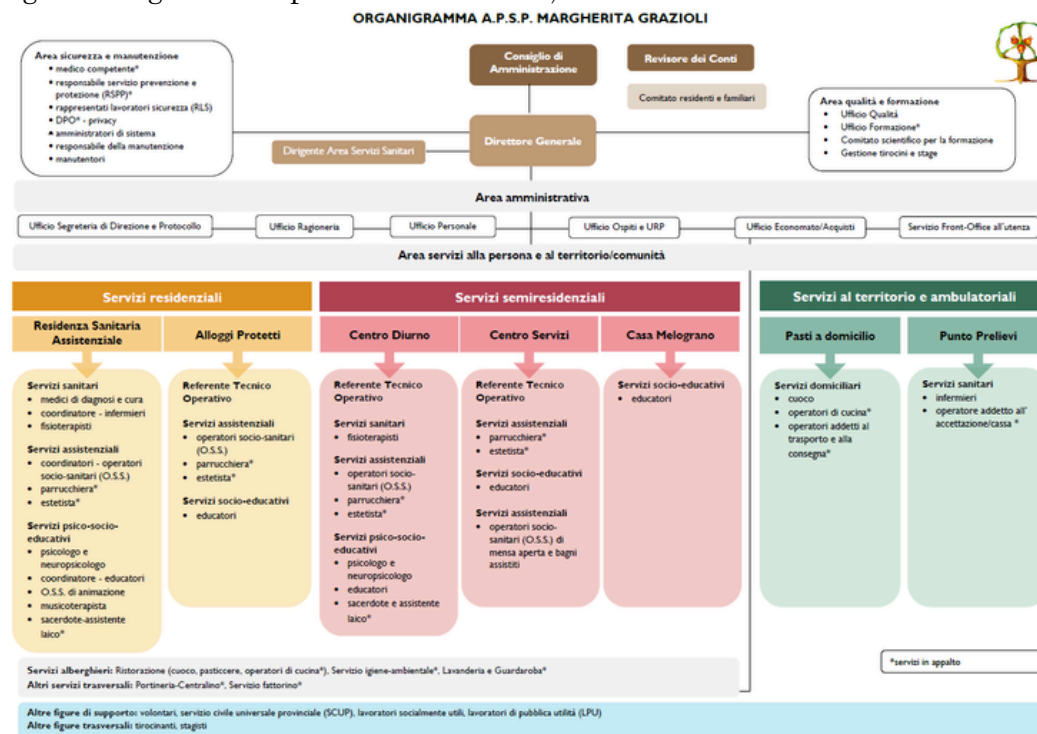 ORGANIGRAMMA A.P.S.P. MARGHERITA GRAZIOLI
Area sicurezza e manutenzione
• medico competente*
• responsabile servizio prevenzione e
protezione (RSPP)*
• rappresentati lavoratori sicurezza (RLS)
• DPO* - privacy
• amministratori di sistema
• responsabile della manutenzione
• manutentori
Consiglio di
Amministrazione
Revisore dei Conti
Comitato residenti e familiari
Direttore Generale
Dirigente Area Servizi Sanitari
Area qualità e formazione
• Ufficio Qualità
• Ufficio Formazione*
• Comitato scientifico per la formazione
• Gestione tirocini e stage
Area amministrativa
Ufficio Segreteria di Direzione e Protocollo
Ufficio Ragioneria
Ufficio Personale
Ufficio Ospiti e URP
Ufficio Economato/Acquisti
Servizio Front-Office all'utenza
Area servizi alla persona e al territorio/comunità
Servizi residenziali
Residenza Sanitaria
Assistenziale
Servizi sanitari
• medici di diagnosi e cura
• coordinatore - infermieri
• fisioterapisti
Servizi assistenziali
• coordinatori - operatori
socio-sanitari (O.S.S.)
• parrucchiera*
• estetista*
Servizi psico-socio-
educativi
• psicologo e
neuropsicologo
• coordinatore - educatori
• O.S.S. di animazione
• musicoterapista
• sacerdote-assistente
laico*
Alloggi Protetti
Referente Tecnico
Operativo
Servizi assistenziali
• operatori socio-sanitari
(O.S.S.)
• parrucchiera*
• estetista*
Servizi socio-educativi
• educatori
Servizi semiresidenziali
Centro Diurno
Referente Tecnico
Operativo
Servizi sanitari
• fisioterapisti
Servizi assistenziali
• operatori socio-
sanitari (O.S.S.)
• parrucchiera*
• estetista*
Servizi psico-socio-
educativi
• psicologo e
neuropsicologo
• educatori
• sacerdote e assistente
laico*
Centro Servizi
Referente Tecnico
Operativo
Servizi assistenziali
• parrucchiera*
• estetista*
Servizi socio-educativi
• educatori
Servizi assistenziali
• operatori socio-
sanitari (O.S.S.) di
mensa aperta e bagni
assistiti
Casa Melograno
Servizi socio-educativi
• educatori
Servizi al territorio e ambulatoriali
Pasti a domicilio
Servizi domiciliari
• cuoco
• operatori di cucina*
• operatori addetti al
trasporto e alla
consegna*
Punto Prelievi
Servizi sanitari
• infermieri
• operatore addetto all'
accettazione/cassa *
Servizi alberghieri: Ristorazione (cuoco, pasticcere, operatori di cucina*), Servizio igiene-ambientale*, Lavanderia e Guardaroba*
Altri servizi trasversali: Portineria-Centralino*, Servizio fattorino*
*servizi in appalto
Altre figure di supporto: volontari, servizio civile universale provinciale (SCUP), lavoratori socialmente utili, lavoratori di pubblica utilità (LPU)
Altre figure trasversali: tirocinanti, stagisti